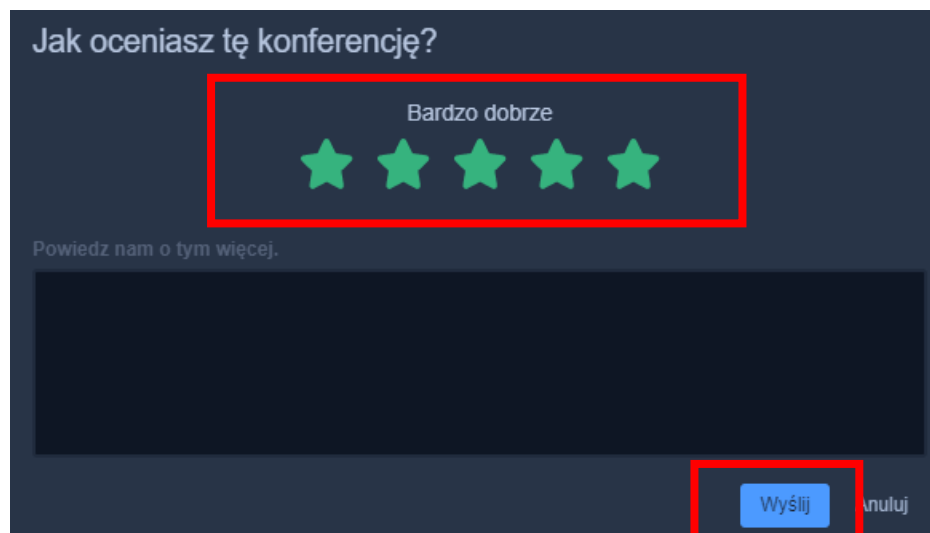 Jak oceniasz tę konferencję?
Bardzo dobrze
Powiedz nam o tym więcej.
Wyślij Anuluj